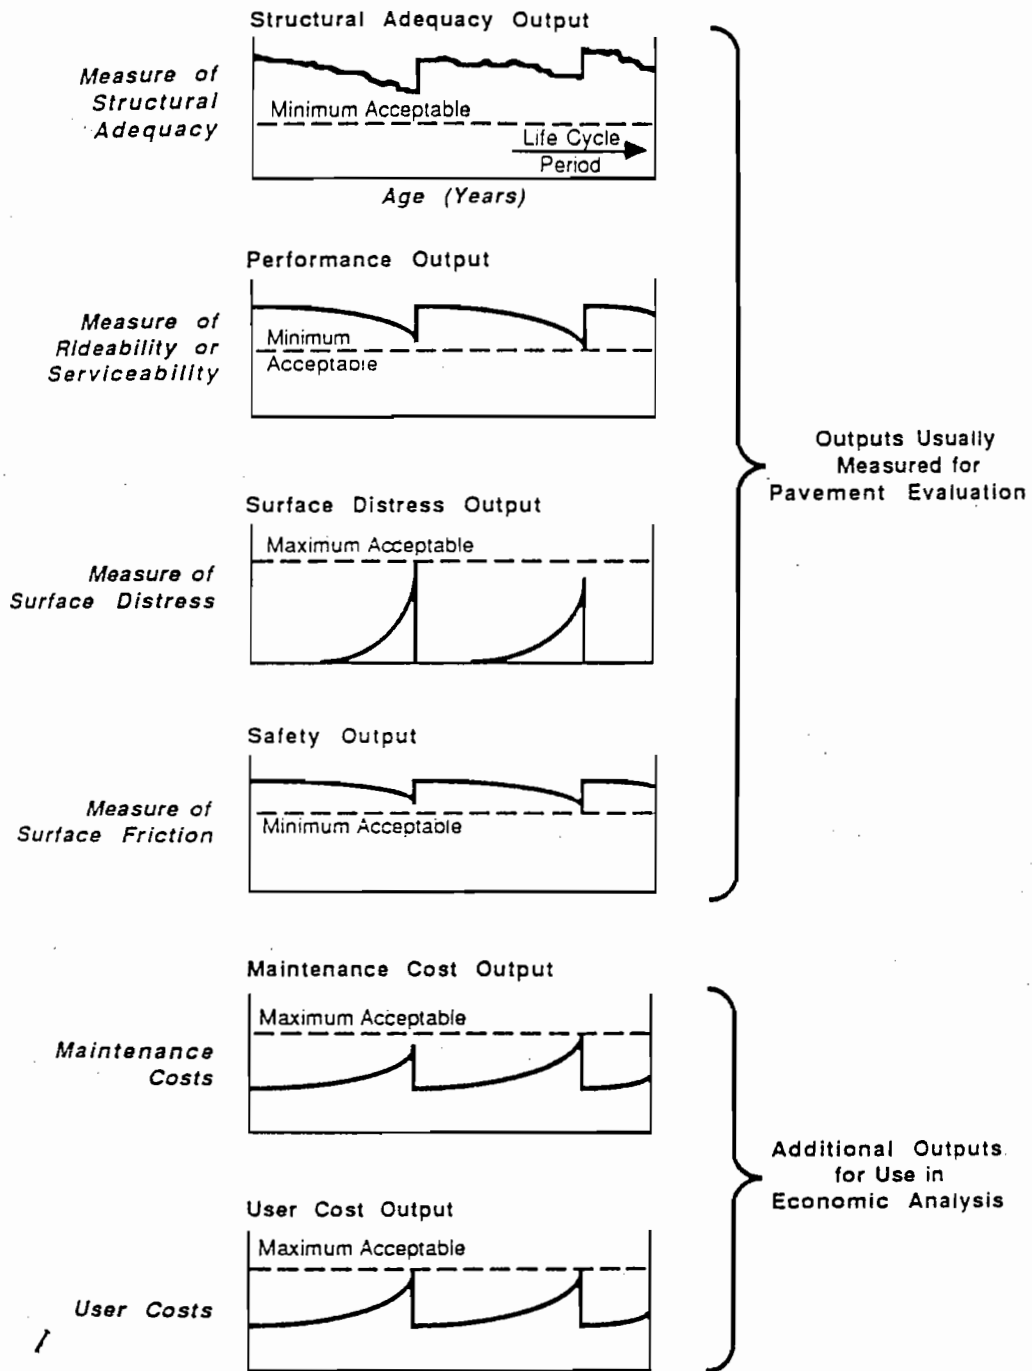 Structural Adequacy Output
Measure of
Structural
Adequacy
Minimum Acceptable
Life Cycle
Period
Age (Years)
Performance Output
Measure of
Rideability or
Serviceability
Minimum
Acceptable
Surface Distress Output
Maximum Acceptable
Measure of
Surface Distress
Safety Output
Measure of
Surface Friction
Minimum Acceptable
Outputs Usually
Measured for
Pavement Evaluation
Maintenance Cost Output
Maximum Acceptable
Maintenance
Costs
User Cost Output
Maximum Acceptable
User Costs
Additional Outputs
for Use in
Economic Analysis